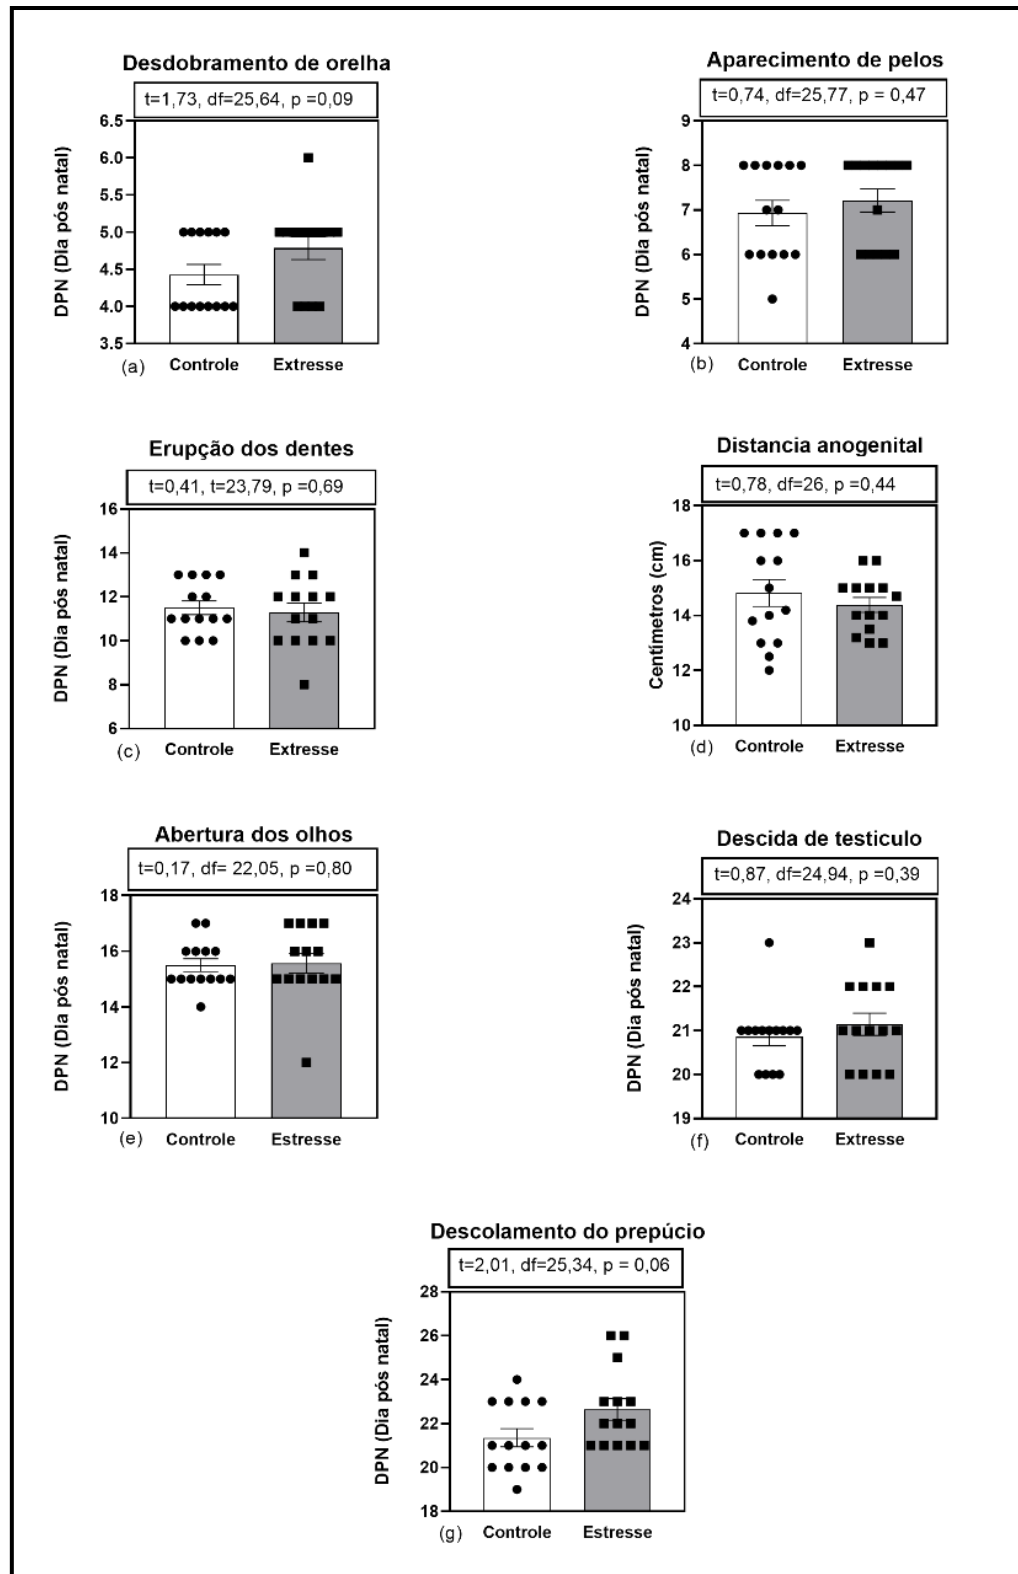 Desdobramento de orelha
t=1,73, df=25,64, p =0,09
DPN (Dia pós natal)
6.5
6.0
5.5
5.0
4.5
4.0
3.5
(a)
Controle
Extresse
Aparecimento de pelos
t=0,74, df=25,77, p = 0,47
DPN (Dia pós natal)
9
8
7
6
5
4
(b)
Controle
Extresse
Erupção dos dentes
t=0,41, t=23,79, p =0,69
DPN (Dia pós natal)
16
14
12
10
8
6
(c)
Controle
Extresse
Distancia anogenital
t=0,78, df=26, p =0,44
Centímetros (cm)
18
16
14
12
10
(d)
Controle
Extresse
Abertura dos olhos
t=0,17, df= 22,05, p =0,80
DPN (Dia pós natal)
18
16
14
12
10
(e)
Controle
Estresse
Descida de testiculo
t=0,87, df=24,94, p =0,39
DPN (Dia pós natal)
24
23
22
21
20
19
(f)
Controle
Extresse
Descolamento do prepúcio
t=2,01, df=25,34, p = 0,06
DPN (Dia pós natal)
28
26
24
22
20
18
(g)
Controle
Estresse